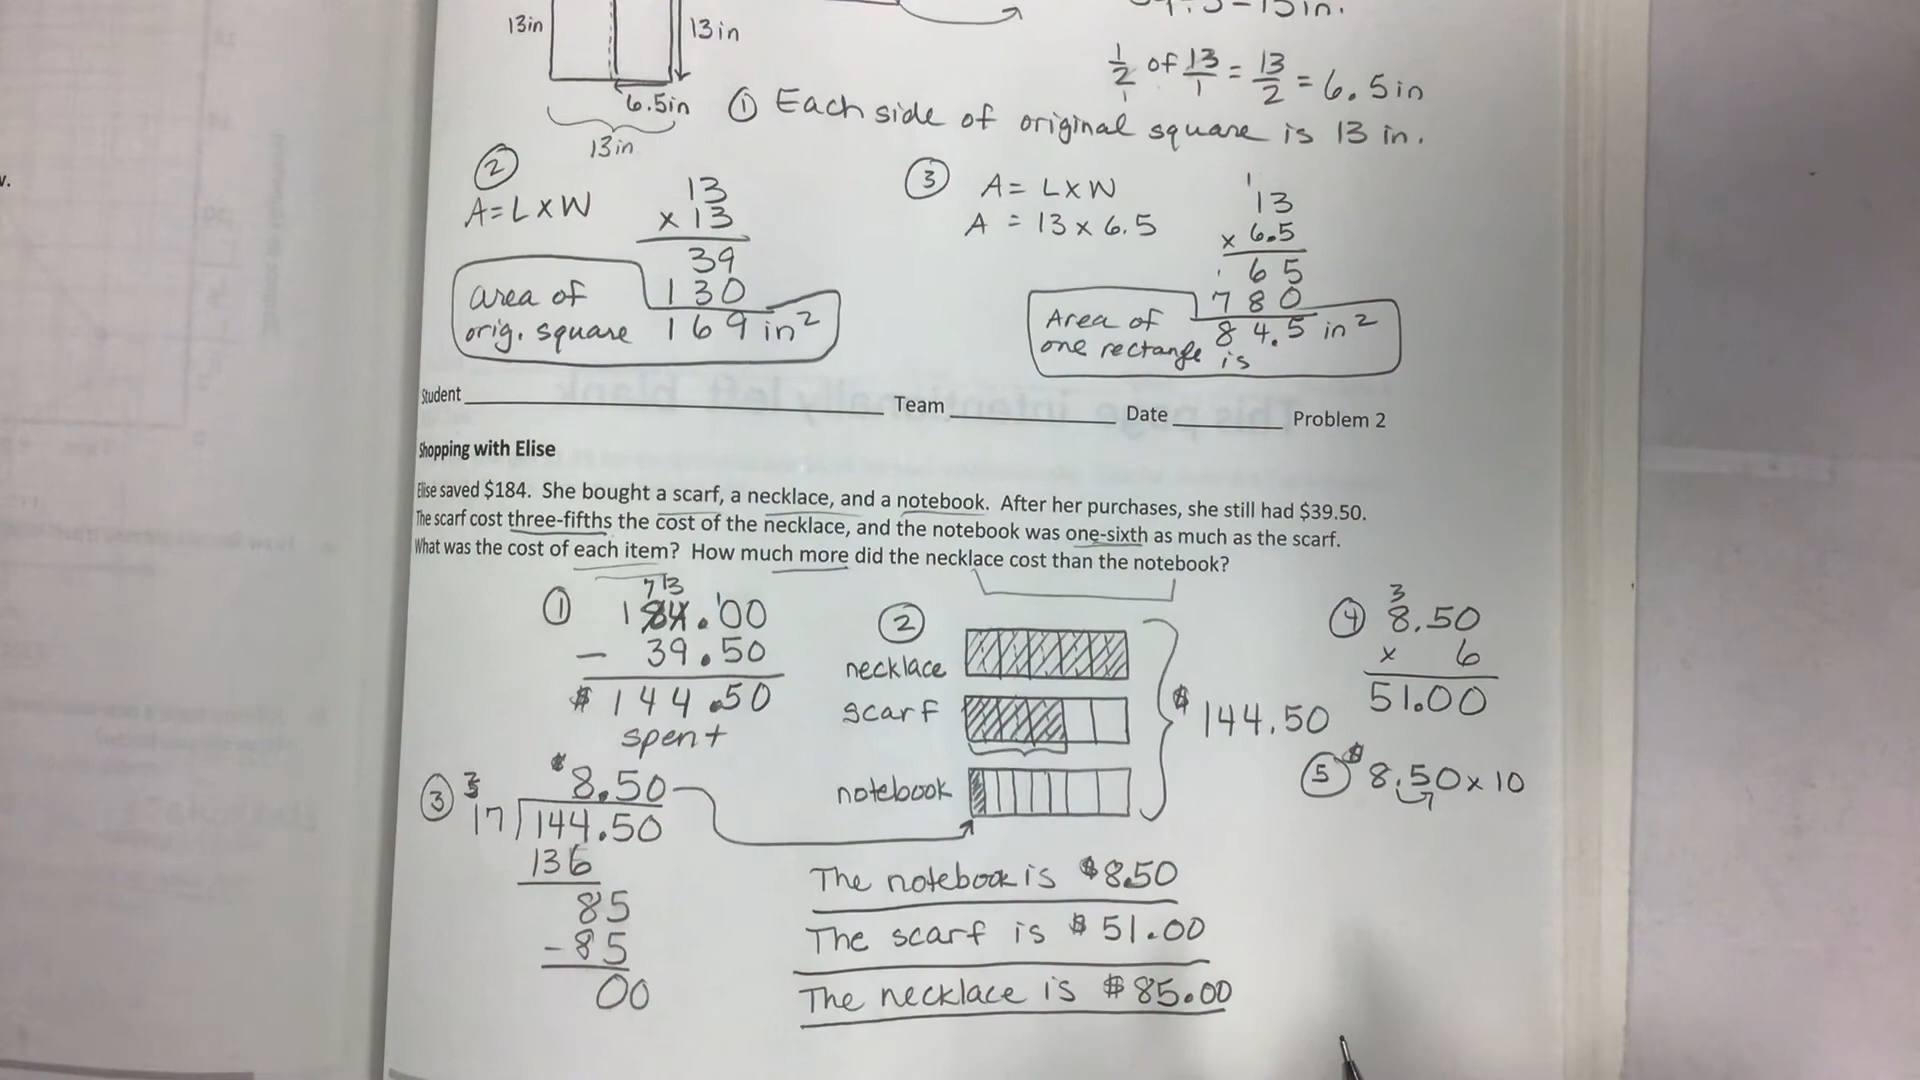 13in
13in
6.5in
13in
1/2 of 13/1 = 13/2 = 6.5in
① Each side of original square is 13 in.
②
A=LXW
13
x 13
39
130
169 in²
area of
orig. square
③ A= LXW
A = 13 x 6.5
1
13
x 6.5
65
780
84.5 in²
Area of
one rectangle is
Student Team Date Problem 2
Shopping with Elise
Elise saved $184. She bought a scarf, a necklace, and a notebook. After her purchases, she still had $39.50.
The scarf cost three-fifths the cost of the necklace, and the notebook was one-sixth as much as the scarf.
What was the cost of each item? How much more did the necklace cost than the notebook?
①
7 13
184.00
- 39.50
$ 144.50
spent
②
necklace
scarf
notebook
$144.50
③
$8.50
17)144.50
136
85
-85
00
④
3
8.50
x 6
51.00
⑤ $8.50x10
The notebook is $8.50
The scarf is $51.00
The necklace is $85.00